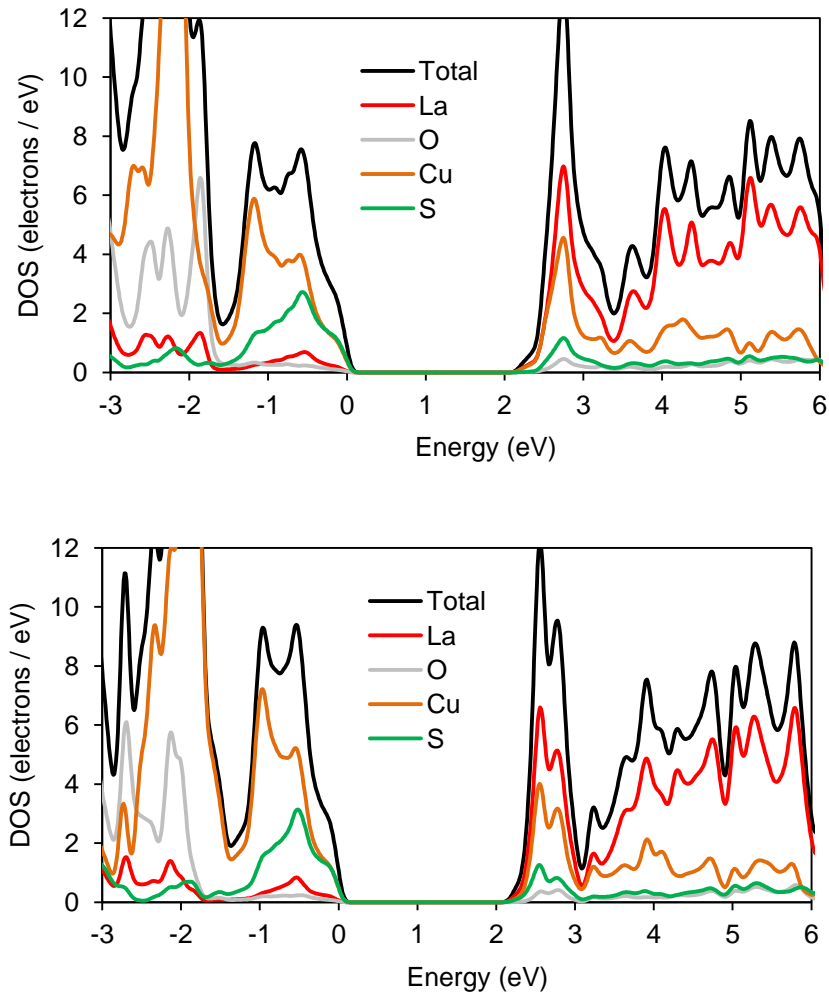 12
10
8
6
4
2
0
DOS (electrons / eV)
Total
La
O
Cu
S
-3 -2 -1 0 1 2 3 4 5 6
Energy (eV)
12
10
8
6
4
2
0
DOS (electrons / eV)
Total
La
O
Cu
S
-3 -2 -1 0 1 2 3 4 5 6
Energy (eV)